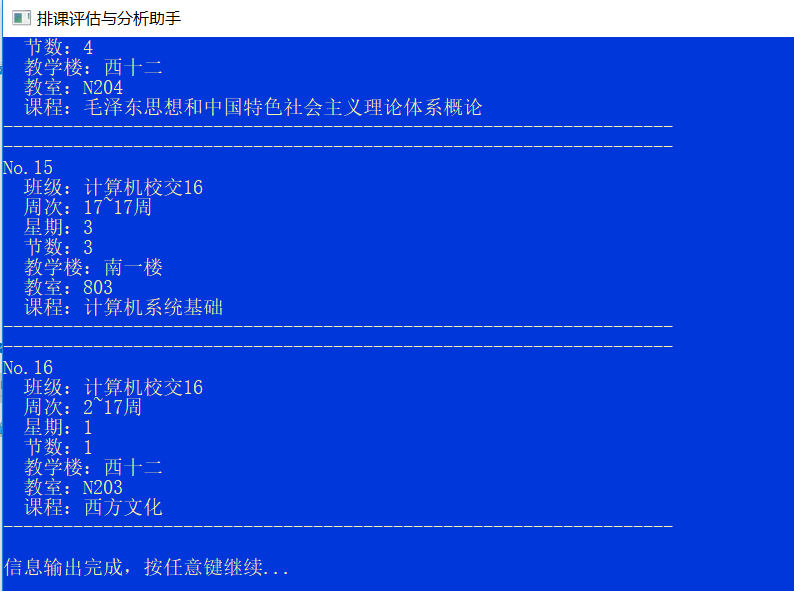 排课评估与分析助手
节数: 4
教学楼: 西十二
教室: N204
课程: 毛泽东思想和中国特色社会主义理论体系概论
-------------------------------------------------------------------
-------------------------------------------------------------------
No.15
班级: 计算机校交16
周次: 17~17周
星期: 3
节数: 3
教学楼: 南一楼
教室: 803
课程: 计算机系统基础
-------------------------------------------------------------------
-------------------------------------------------------------------
No.16
班级: 计算机校交16
周次: 2~17周
星期: 1
节数: 1
教学楼: 西十二
教室: N203
课程: 西方文化
-------------------------------------------------------------------
信息输出完成，按任意键继续...